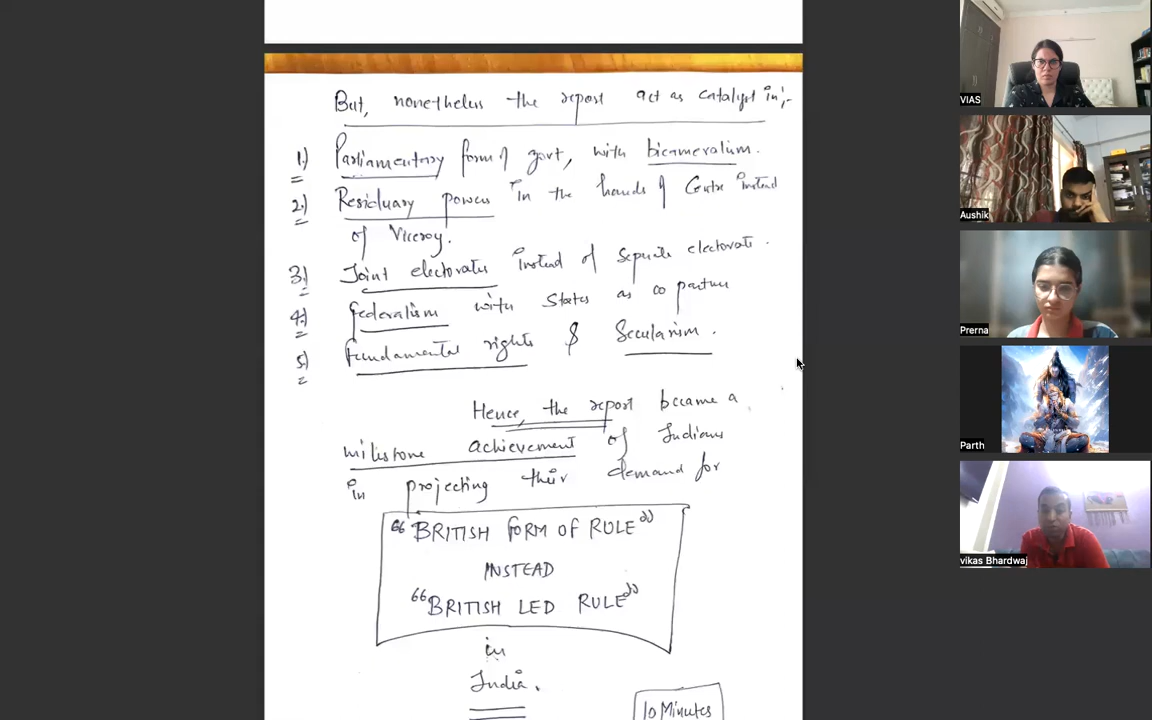 But, nonetheless the report act as catalyst in:-
1.) Parliamentary form of govt, with bicameralism.
2.) Residuary powers in the hands of Centre instead
of Viceroy.
3.) Joint electorates instead of separate electorate.
4.) Federalism with States as co partner
5.) Fundamental rights & Secularism.
Hence, the report became a
milestone achievement of Indians
in projecting their demand for
"BRITISH FORM OF RULE"
INSTEAD
"BRITISH LED RULE"
in
India.
10 Minutes
VIAS
Aushik
Prerna
Parth
vikas Bhardwaj